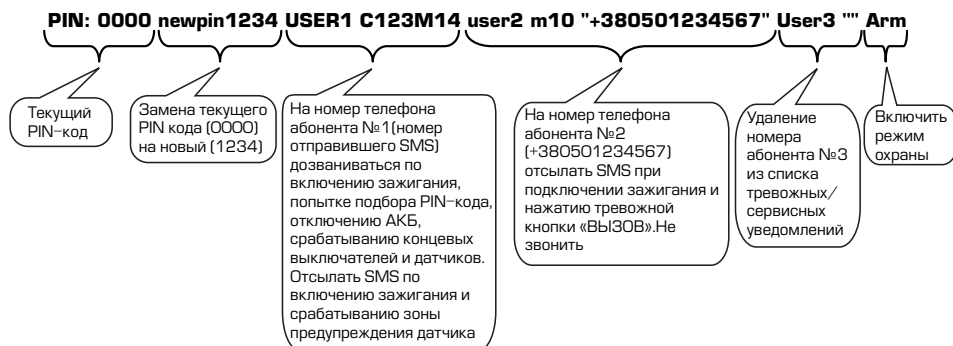 PIN: 0000 newpin1234 USER1 C123M14 user2 m10 "+380501234567" User3 "" Arm
Текущий
PIN-код
Замена текущего
PIN кода (0000)
на новый (1234)
На номер телефона
абонента №1(номер
отправившего SMS)
дозваниваться по
включению зажигания,
попытке подбора PIN-кода,
отключению АКБ,
срабатыванию концевых
выключателей и датчиков.
Отсылать SMS по
включению зажигания и
срабатыванию зоны
предупреждения датчика
На номер телефона
абонента №2
(+380501234567)
отсылать SMS при
подключении зажигания и
нажатию тревожной
кнопки «ВЫЗОВ».Не
звонить
Удаление
номера
абонента №3
из списка
тревожных/
сервисных
уведомлений
Включить
режим
охраны